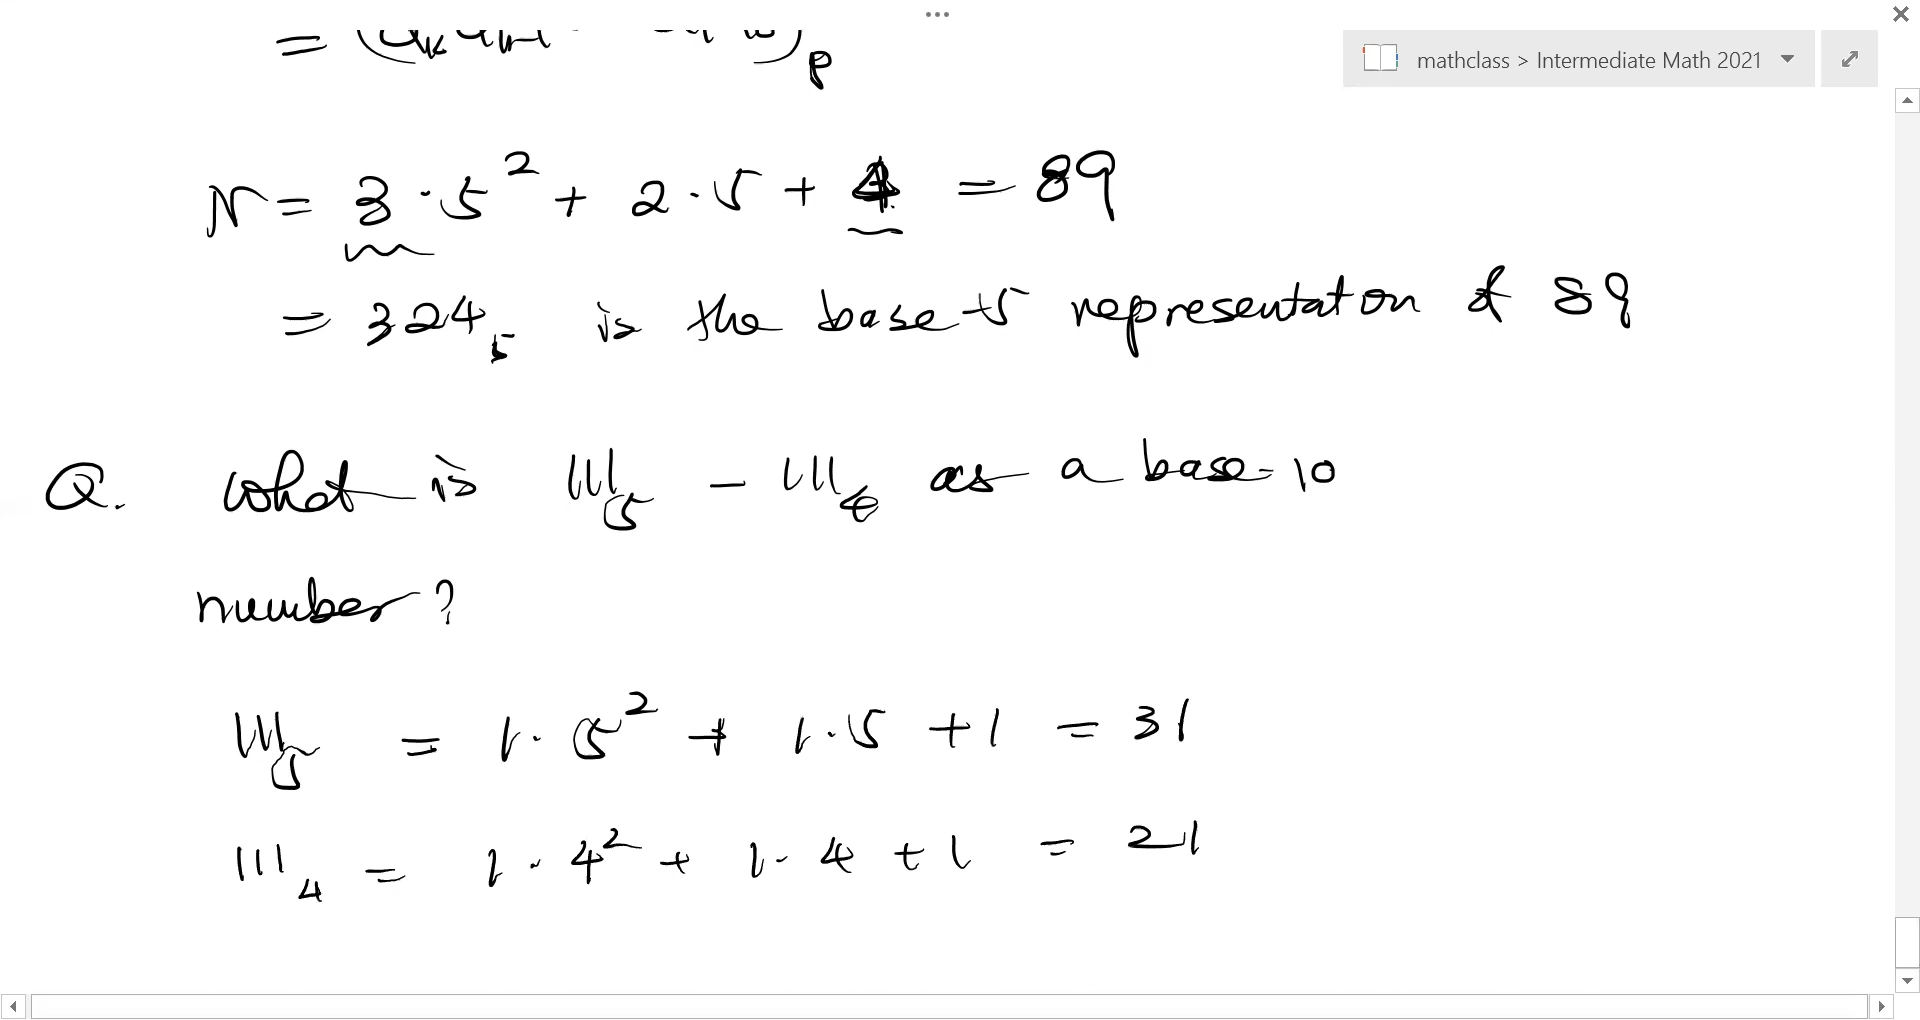 mathclass > Intermediate Math 2021
N = 3 · 5² + 2 · 5 + 4 = 89
= 324₅ is the base-5 representation of 89
Q. What is 111₅ - 111₄ as a base-10
number?
111₅ = 1 · 5² + 1 · 5 + 1 = 31
111₄ = 1 · 4² + 1 · 4 + 1 = 21